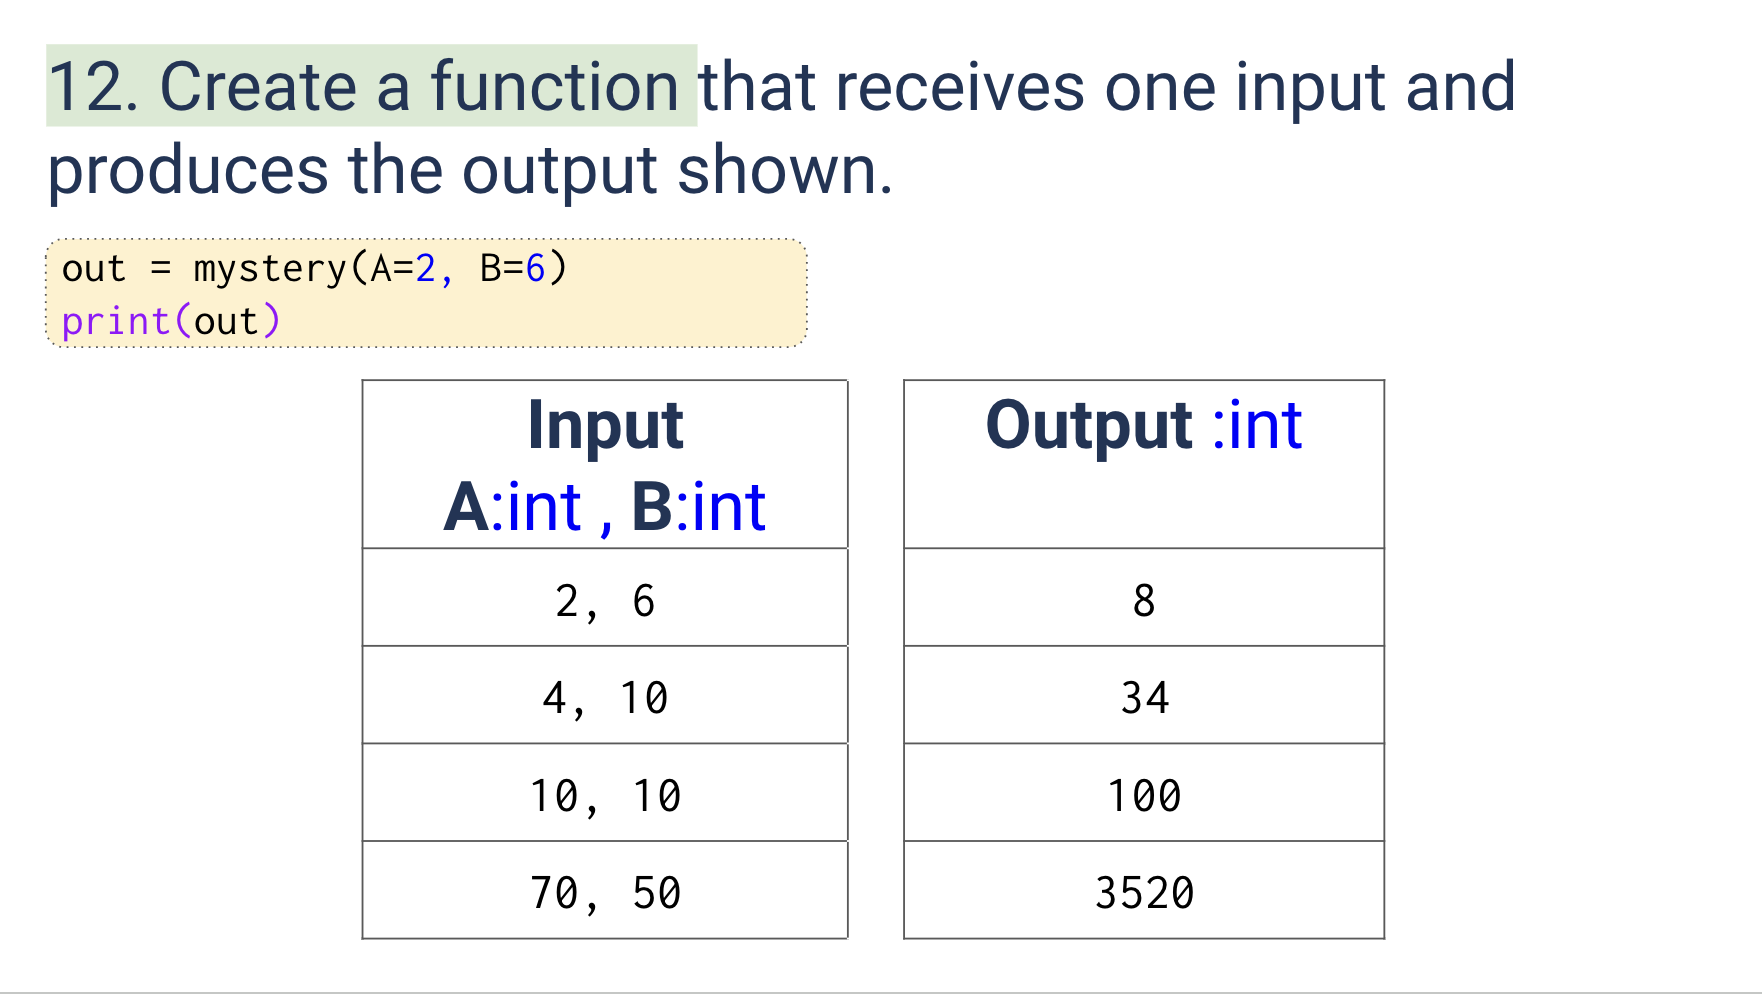 12. Create a function that receives one input and
produces the output shown.
out = mystery(A=2, B=6)
print(out)
Input
A:int , B:int
Output :int
2, 6
8
4, 10
34
10, 10
100
70, 50
3520